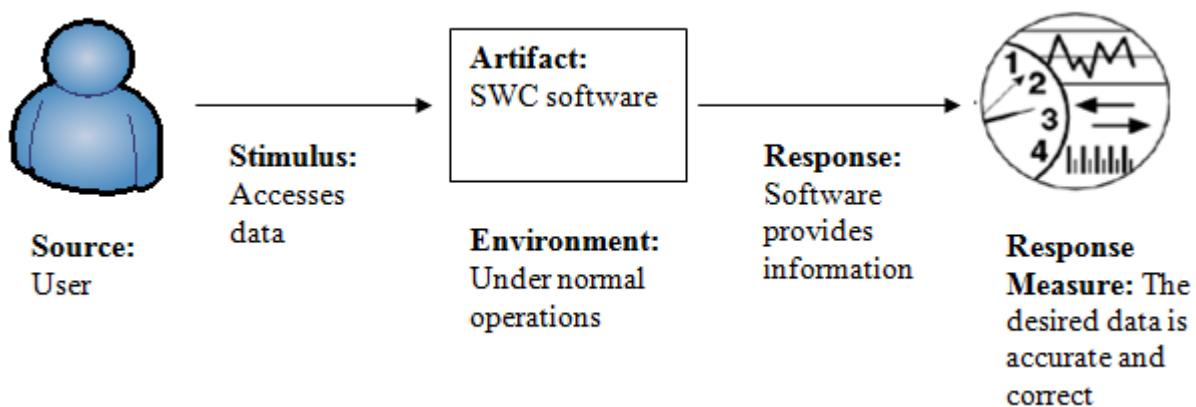 Source:
User
Stimulus:
Accesses
data
Artifact:
SWC software
Environment:
Under normal
operations
Response:
Software
provides
information
1
2
3
4
Response
Measure: The
desired data is
accurate and
correct